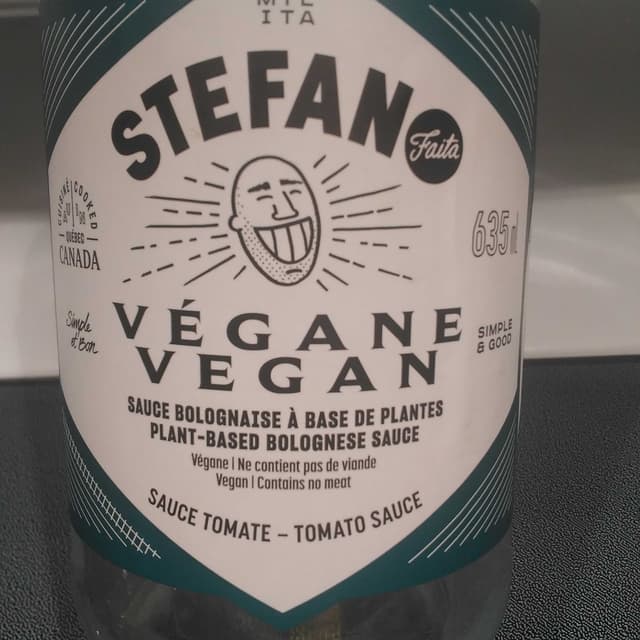 ITA
STEFANO
Faita
CUISINÉ COOKED
QUÉBEC
CANADA
635 ml
Simple et Bon
SIMPLE & GOOD
VÉGANE
VEGAN
SAUCE BOLOGNAISE À BASE DE PLANTES
PLANT-BASED BOLOGNESE SAUCE
Végane | Ne contient pas de viande
Vegan | Contains no meat
SAUCE TOMATE – TOMATO SAUCE